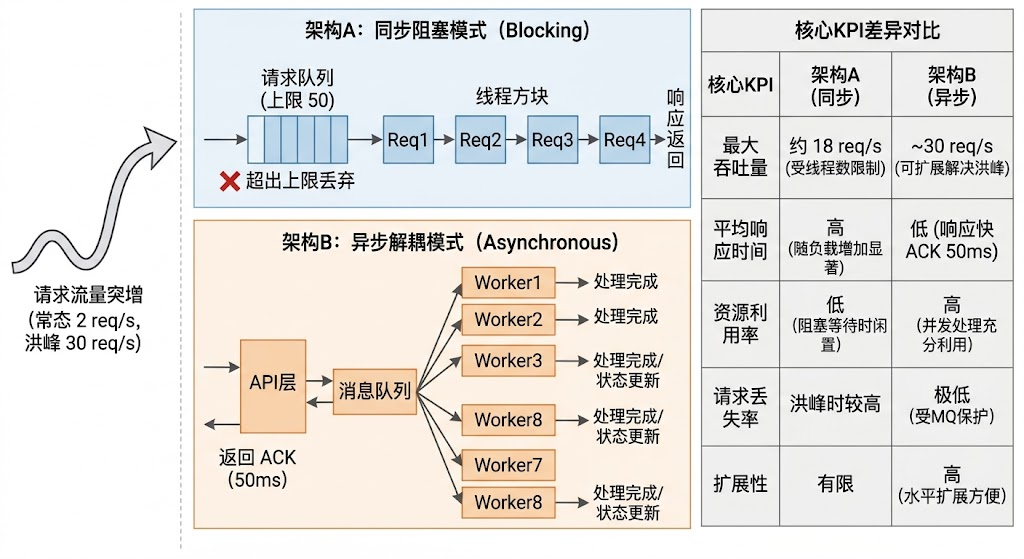 请求流量突增
(常态 2 req/s,
洪峰 30 req/s)
架构A：同步阻塞模式（Blocking）
请求队列
(上限 50)
❌ 超出上限丢弃
线程方块
Req1
Req2
Req3
Req4
响应返回
架构B：异步解耦模式（Asynchronous）
API层
返回 ACK
(50ms)
消息队列
Worker1
处理完成
Worker2
处理完成
Worker3
处理完成/
状态更新
Worker8
处理完成/
状态更新
Worker7
Worker8
处理完成/
状态更新
核心KPI差异对比
核心KPI
架构A
(同步)
架构B
(异步)
最大
吞吐量
约 18 req/s
(受线程数限制)
~30 req/s
(可扩展解决洪峰)
平均响
应时间
高
(随负载增加显
著)
低 (响应快
ACK 50ms)
资源利
用率
低
(阻塞等待时闲
置)
高
(并发处理充
分利用)
请求丢
失率
洪峰时较高
极低
(受MQ保护)
扩展性
有限
高
(水平扩展方便)